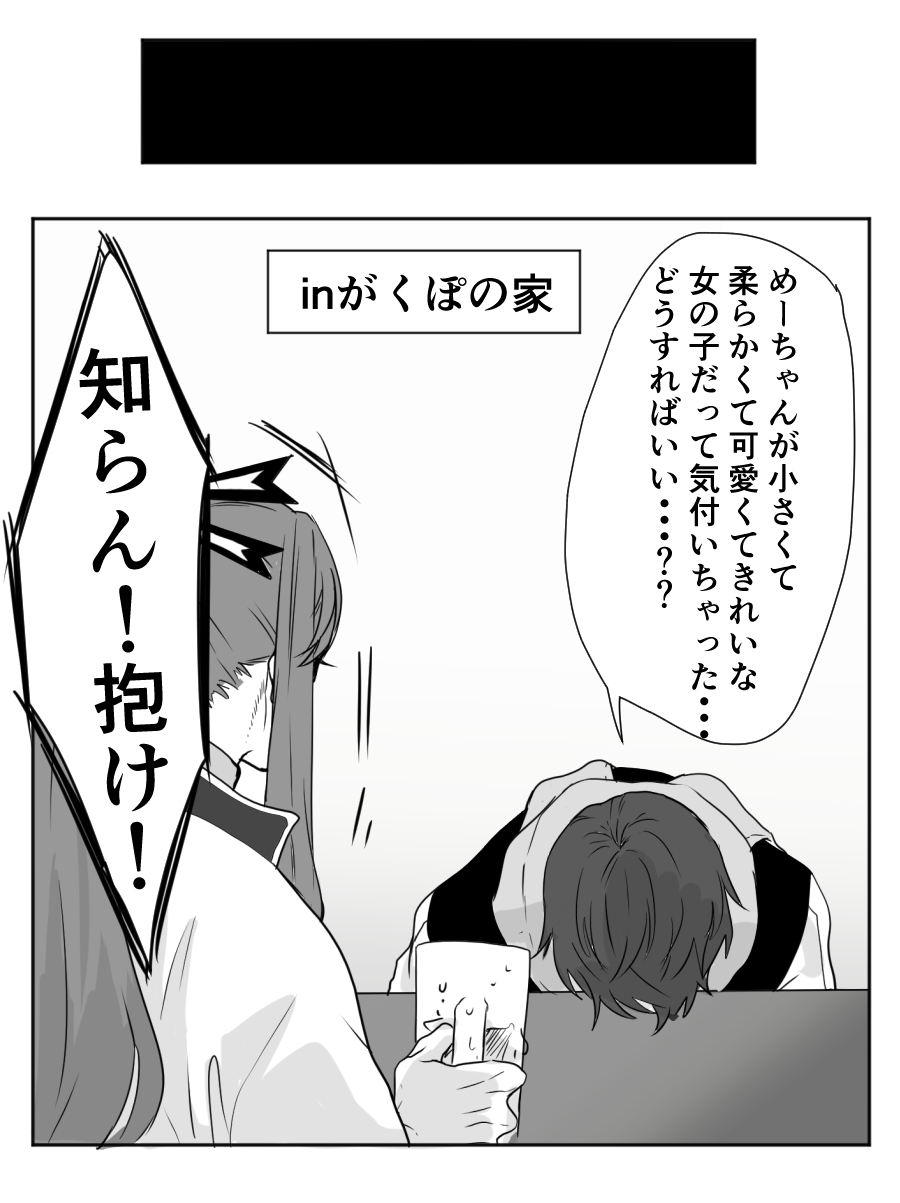 inがくぽの家
めーちゃんが小さくて
柔らかくて可愛くてきれいな
女の子だって気付いちゃった・・・
どうすればいい・・・??
知らん!抱け!